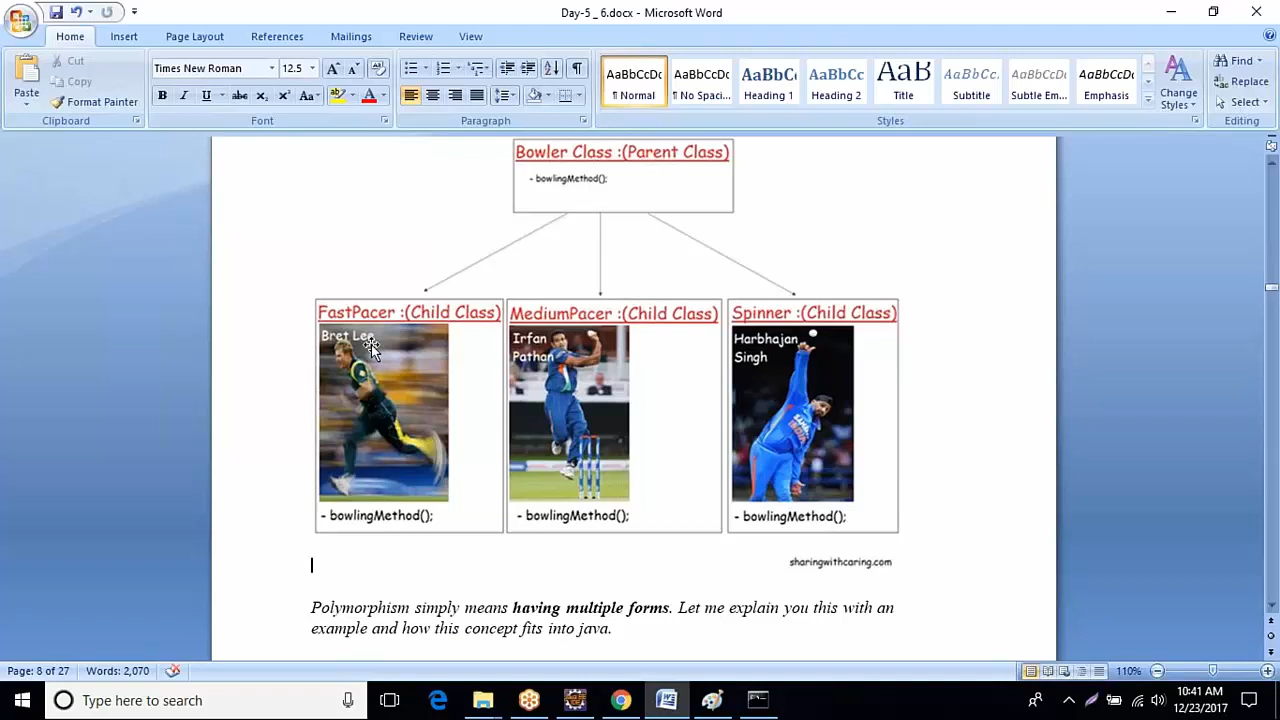 Day-5 _ 6.docx - Microsoft Word
Home Insert Page Layout References Mailings Review View
Paste
Cut
Copy
Format Painter
Clipboard
Times New Roman 12.5
Font
Paragraph
AaBbCcDc AaBbCcDc AaBbCc AaBbCc AaB AaBbCc. AaBbCcDc AaBbCcDc
¶ Normal ¶ No Spaci... Heading 1 Heading 2 Title Subtitle Subtle Em... Emphasis
Change
Styles
Styles
Find
Replace
Select
Editing
Bowler Class :(Parent Class)
- bowlingMethod();
FastPacer :(Child Class)
Bret Lee
- bowlingMethod();
MediumPacer :(Child Class)
Irfan
Pathan
- bowlingMethod();
Spinner :(Child Class)
Harbhajan
Singh
- bowlingMethod();
sharingwithcaring.com
Polymorphism simply means having multiple forms. Let me explain you this with an
example and how this concept fits into java.
Page: 8 of 27 Words: 2,070 110%
Type here to search
10:41 AM
12/23/2017